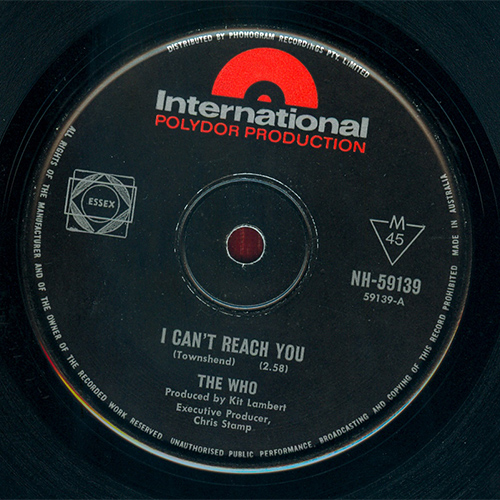 DISTRIBUTED BY PHONOGRAM RECORDINGS PTY. LIMITED
International
POLYDOR PRODUCTION
ESSEX
M
45
NH-59139
59139-A
I CAN'T REACH YOU
(Townshend) (2.58)
THE WHO
Produced by Kit Lambert
Executive Producer,
Chris Stamp
ALL RIGHTS OF THE MANUFACTURER AND OF THE OWNER OF THE RECORDED WORK RESERVED. UNAUTHORISED PUBLIC PERFORMANCE, BROADCASTING AND COPYING OF THIS RECORD PROHIBITED MADE IN AUSTRALIA